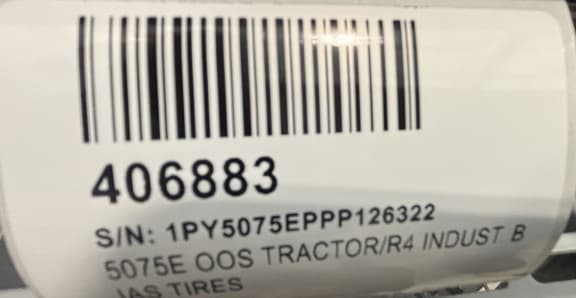 406883
S/N: 1PY5075EPPP126322
5075E OOS TRACTOR/R4 INDUST B
IAS TIRES